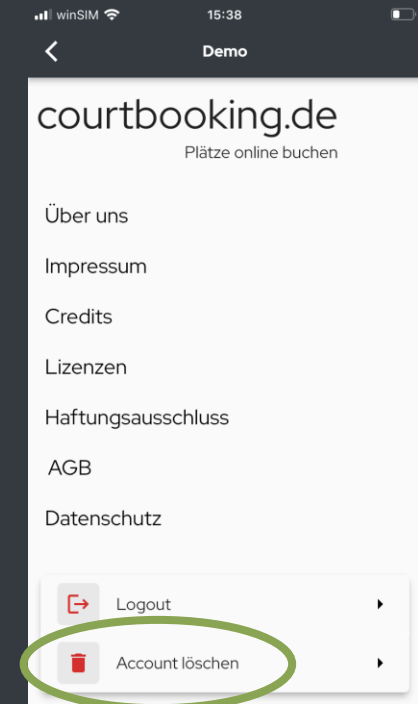 winSIM 15:38
Demo
courtbooking.de
Plätze online buchen
Über uns
Impressum
Credits
Lizenzen
Haftungsausschluss
AGB
Datenschutz
Logout
Account löschen